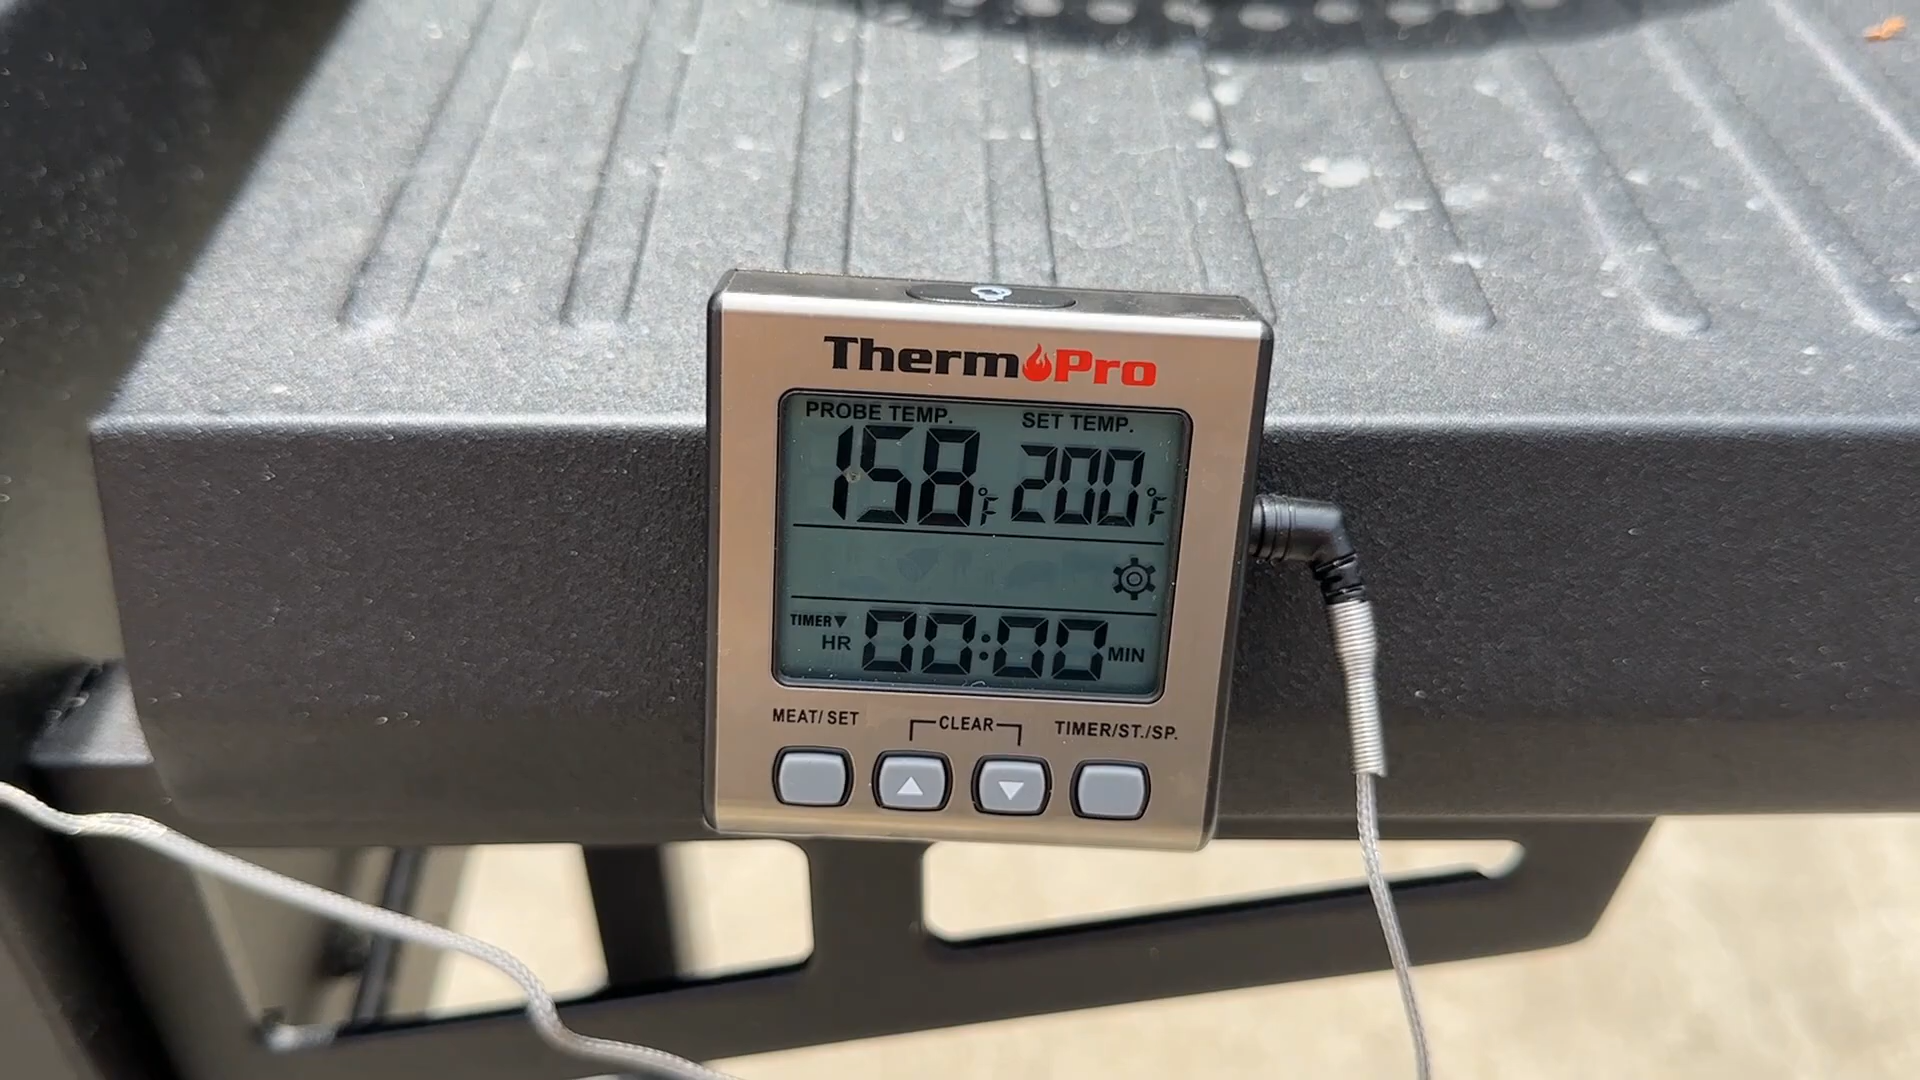 ThermoPro
PROBE TEMP. SET TEMP.
158°F 200°F
TIMER▼
HR 00:00 MIN
MEAT/SET CLEAR TIMER/ST./SP.